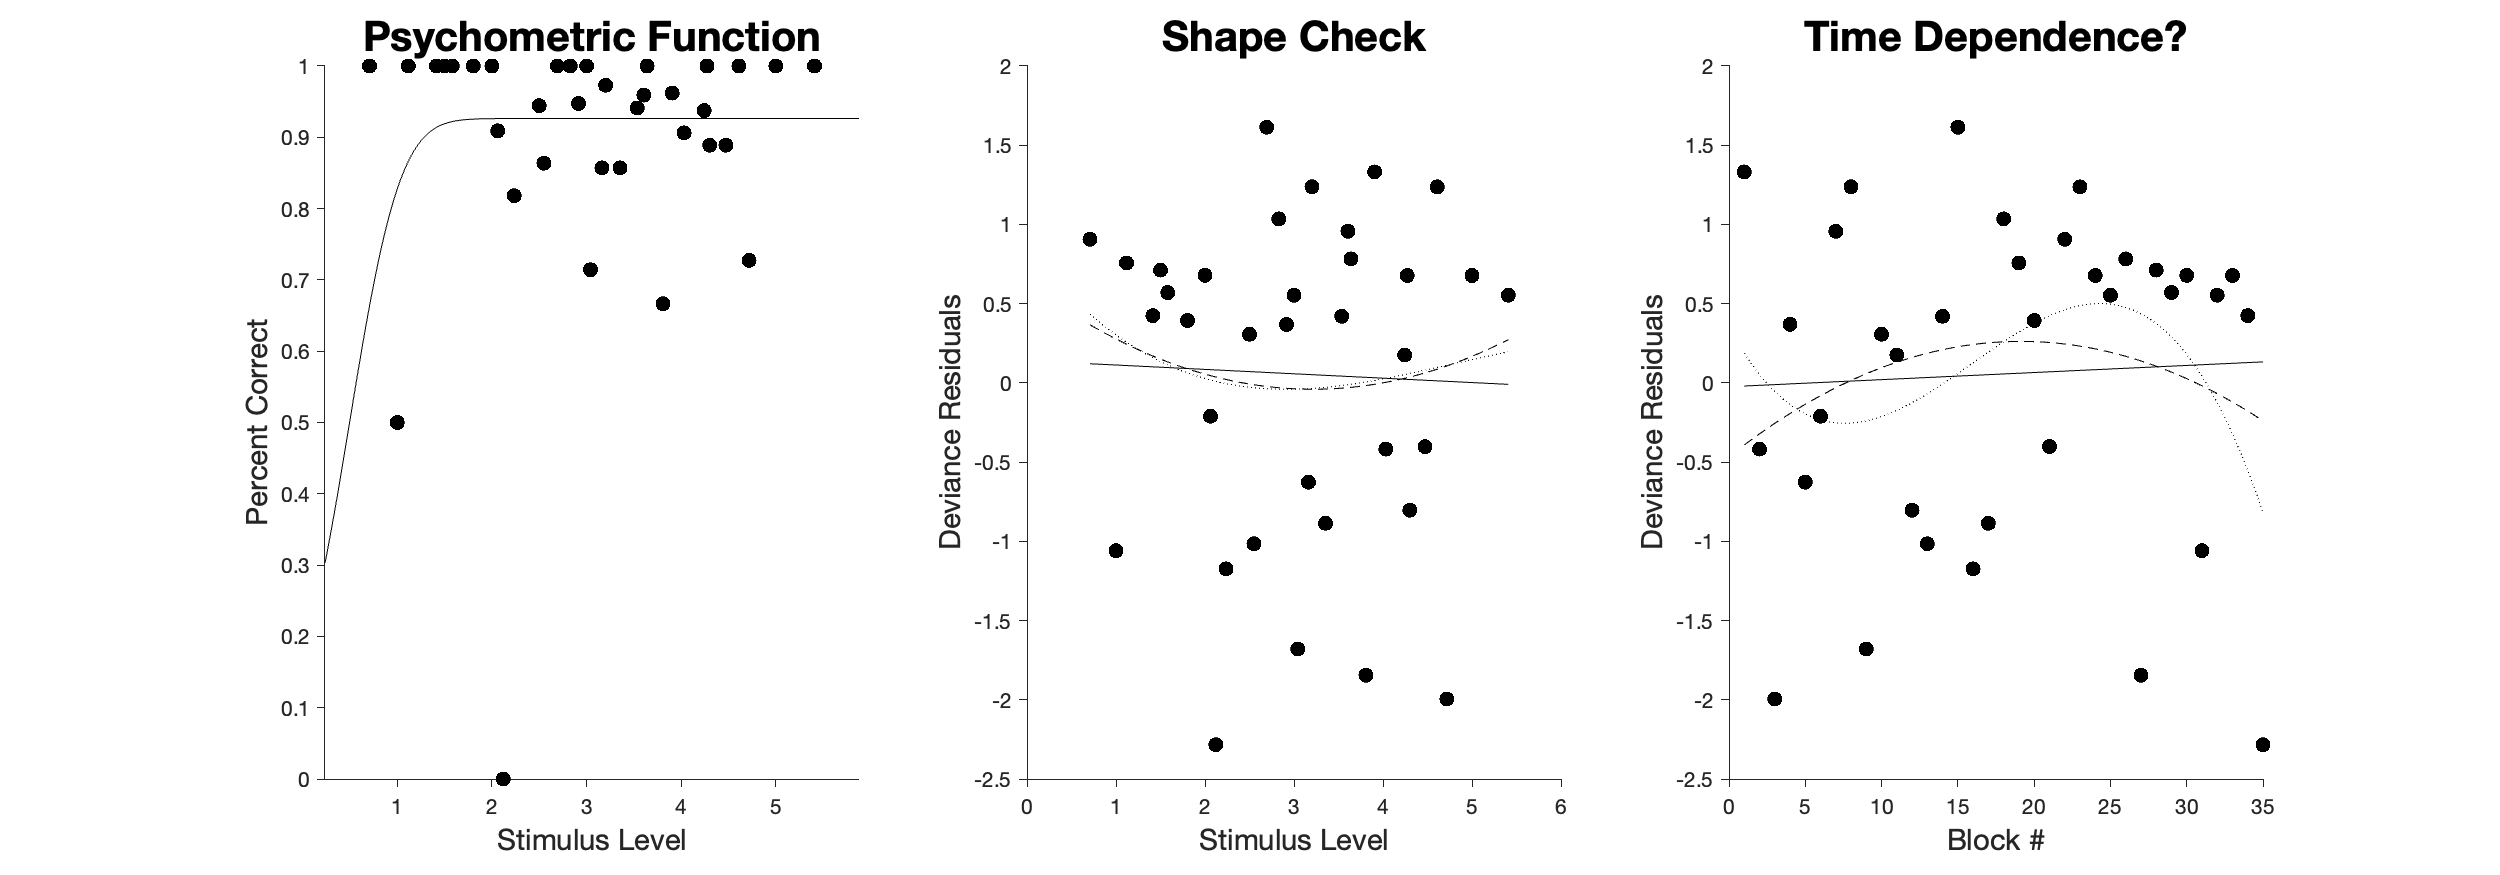 Psychometric Function
Percent Correct
1
0.9
0.8
0.7
0.6
0.5
0.4
0.3
0.2
0.1
0
1 2 3 4 5
Stimulus Level
Shape Check
Deviance Residuals
2
1.5
1
0.5
0
-0.5
-1
-1.5
-2
-2.5
0 1 2 3 4 5 6
Stimulus Level
Time Dependence?
Deviance Residuals
2
1.5
1
0.5
0
-0.5
-1
-1.5
-2
-2.5
0 5 10 15 20 25 30 35
Block #